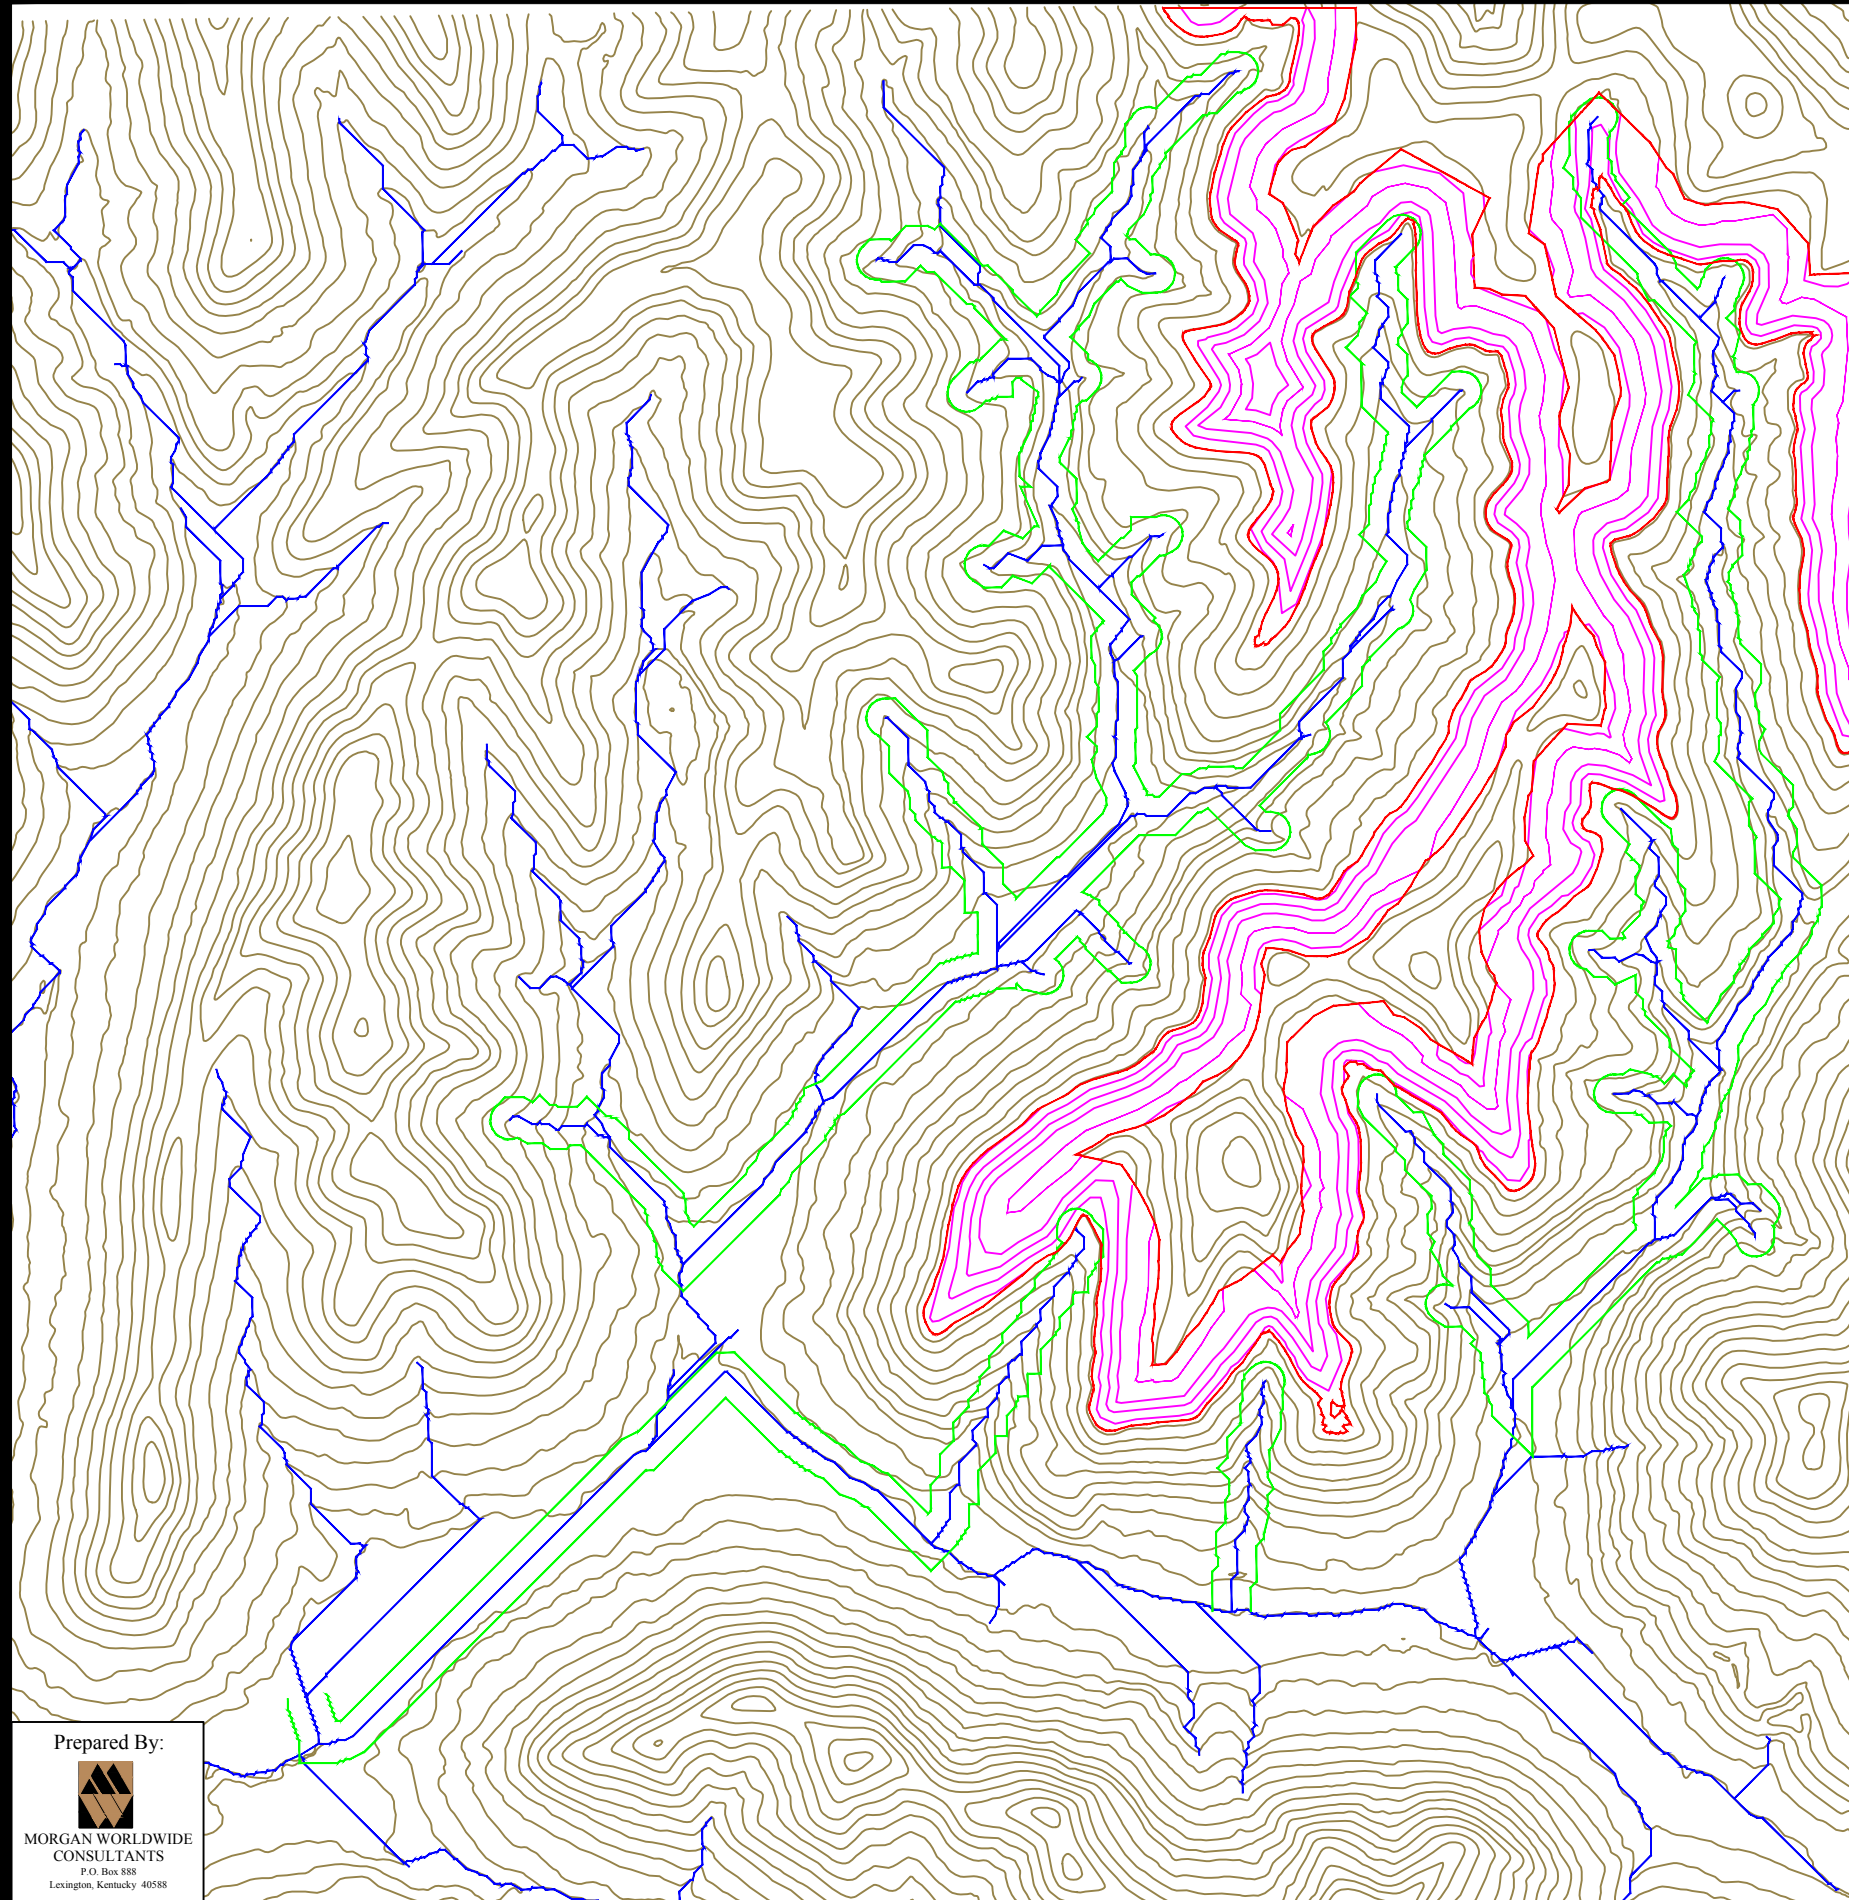 Prepared By:
MORGAN WORLDWIDE
CONSULTANTS
P.O. Box 888
Lexington, Kentucky 40588